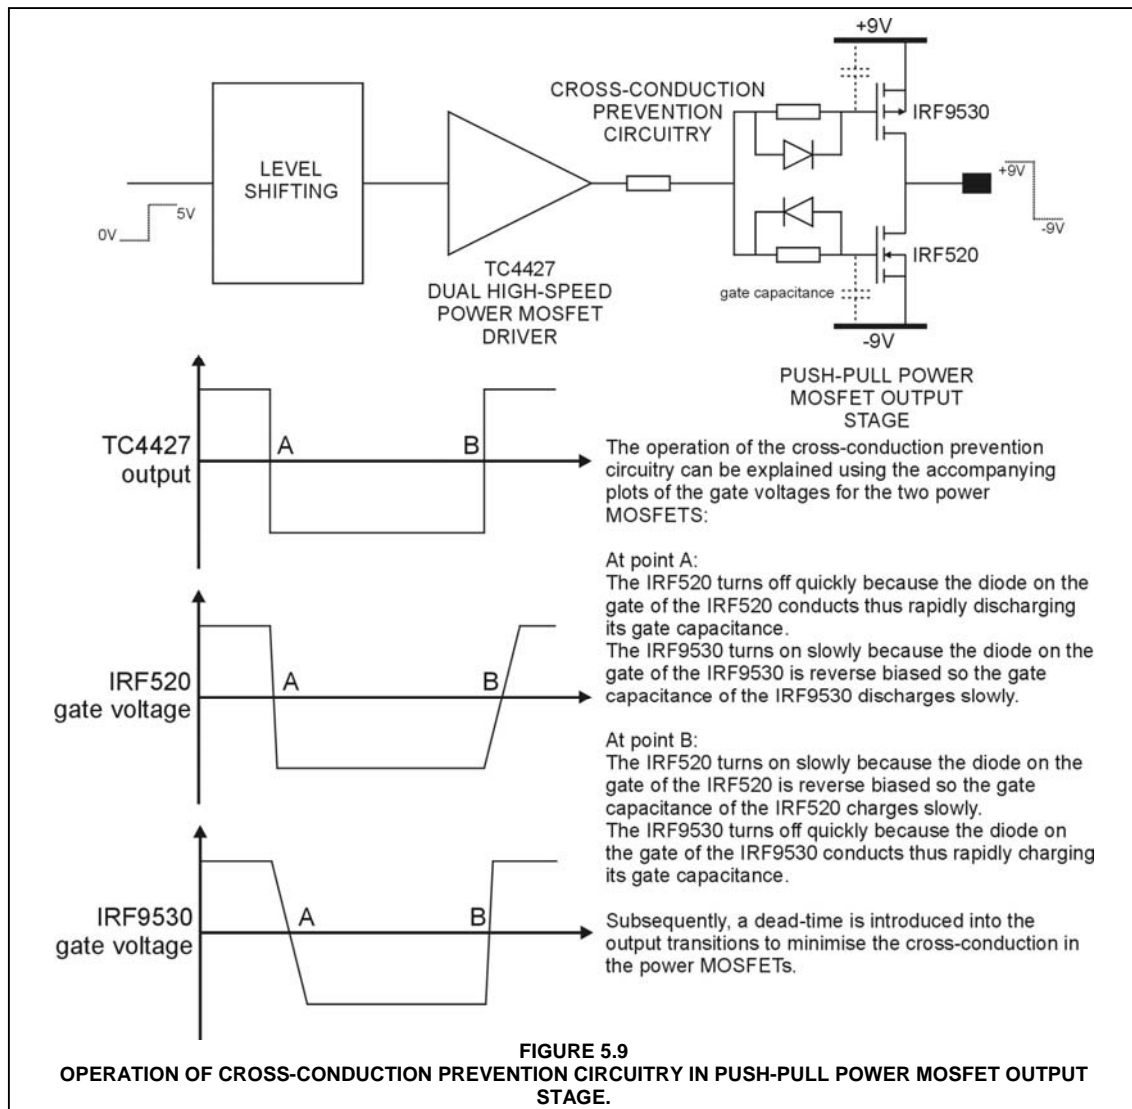 +9V
CROSS-CONDUCTION
PREVENTION
CIRCUITRY
IRF9530
LEVEL
SHIFTING
0V
5V
+9V
-9V
TC4427
DUAL HIGH-SPEED
POWER MOSFET
DRIVER
IRF520
gate capacitance
-9V
PUSH-PULL POWER
MOSFET OUTPUT
STAGE
TC4427
output
A
B
The operation of the cross-conduction prevention
circuitry can be explained using the accompanying
plots of the gate voltages for the two power
MOSFETS:
At point A:
The IRF520 turns off quickly because the diode on the
gate of the IRF520 conducts thus rapidly discharging
its gate capacitance.
The IRF9530 turns on slowly because the diode on the
gate of the IRF9530 is reverse biased so the gate
capacitance of the IRF9530 discharges slowly.
IRF520
gate voltage
A
B
At point B:
The IRF520 turns on slowly because the diode on the
gate of the IRF520 is reverse biased so the gate
capacitance of the IRF520 charges slowly.
The IRF9530 turns off quickly because the diode on
the gate of the IRF9530 conducts thus rapidly charging
its gate capacitance.
IRF9530
gate voltage
A
B
Subsequently, a dead-time is introduced into the
output transitions to minimise the cross-conduction in
the power MOSFETs.
FIGURE 5.9
OPERATION OF CROSS-CONDUCTION PREVENTION CIRCUITRY IN PUSH-PULL POWER MOSFET OUTPUT
STAGE.